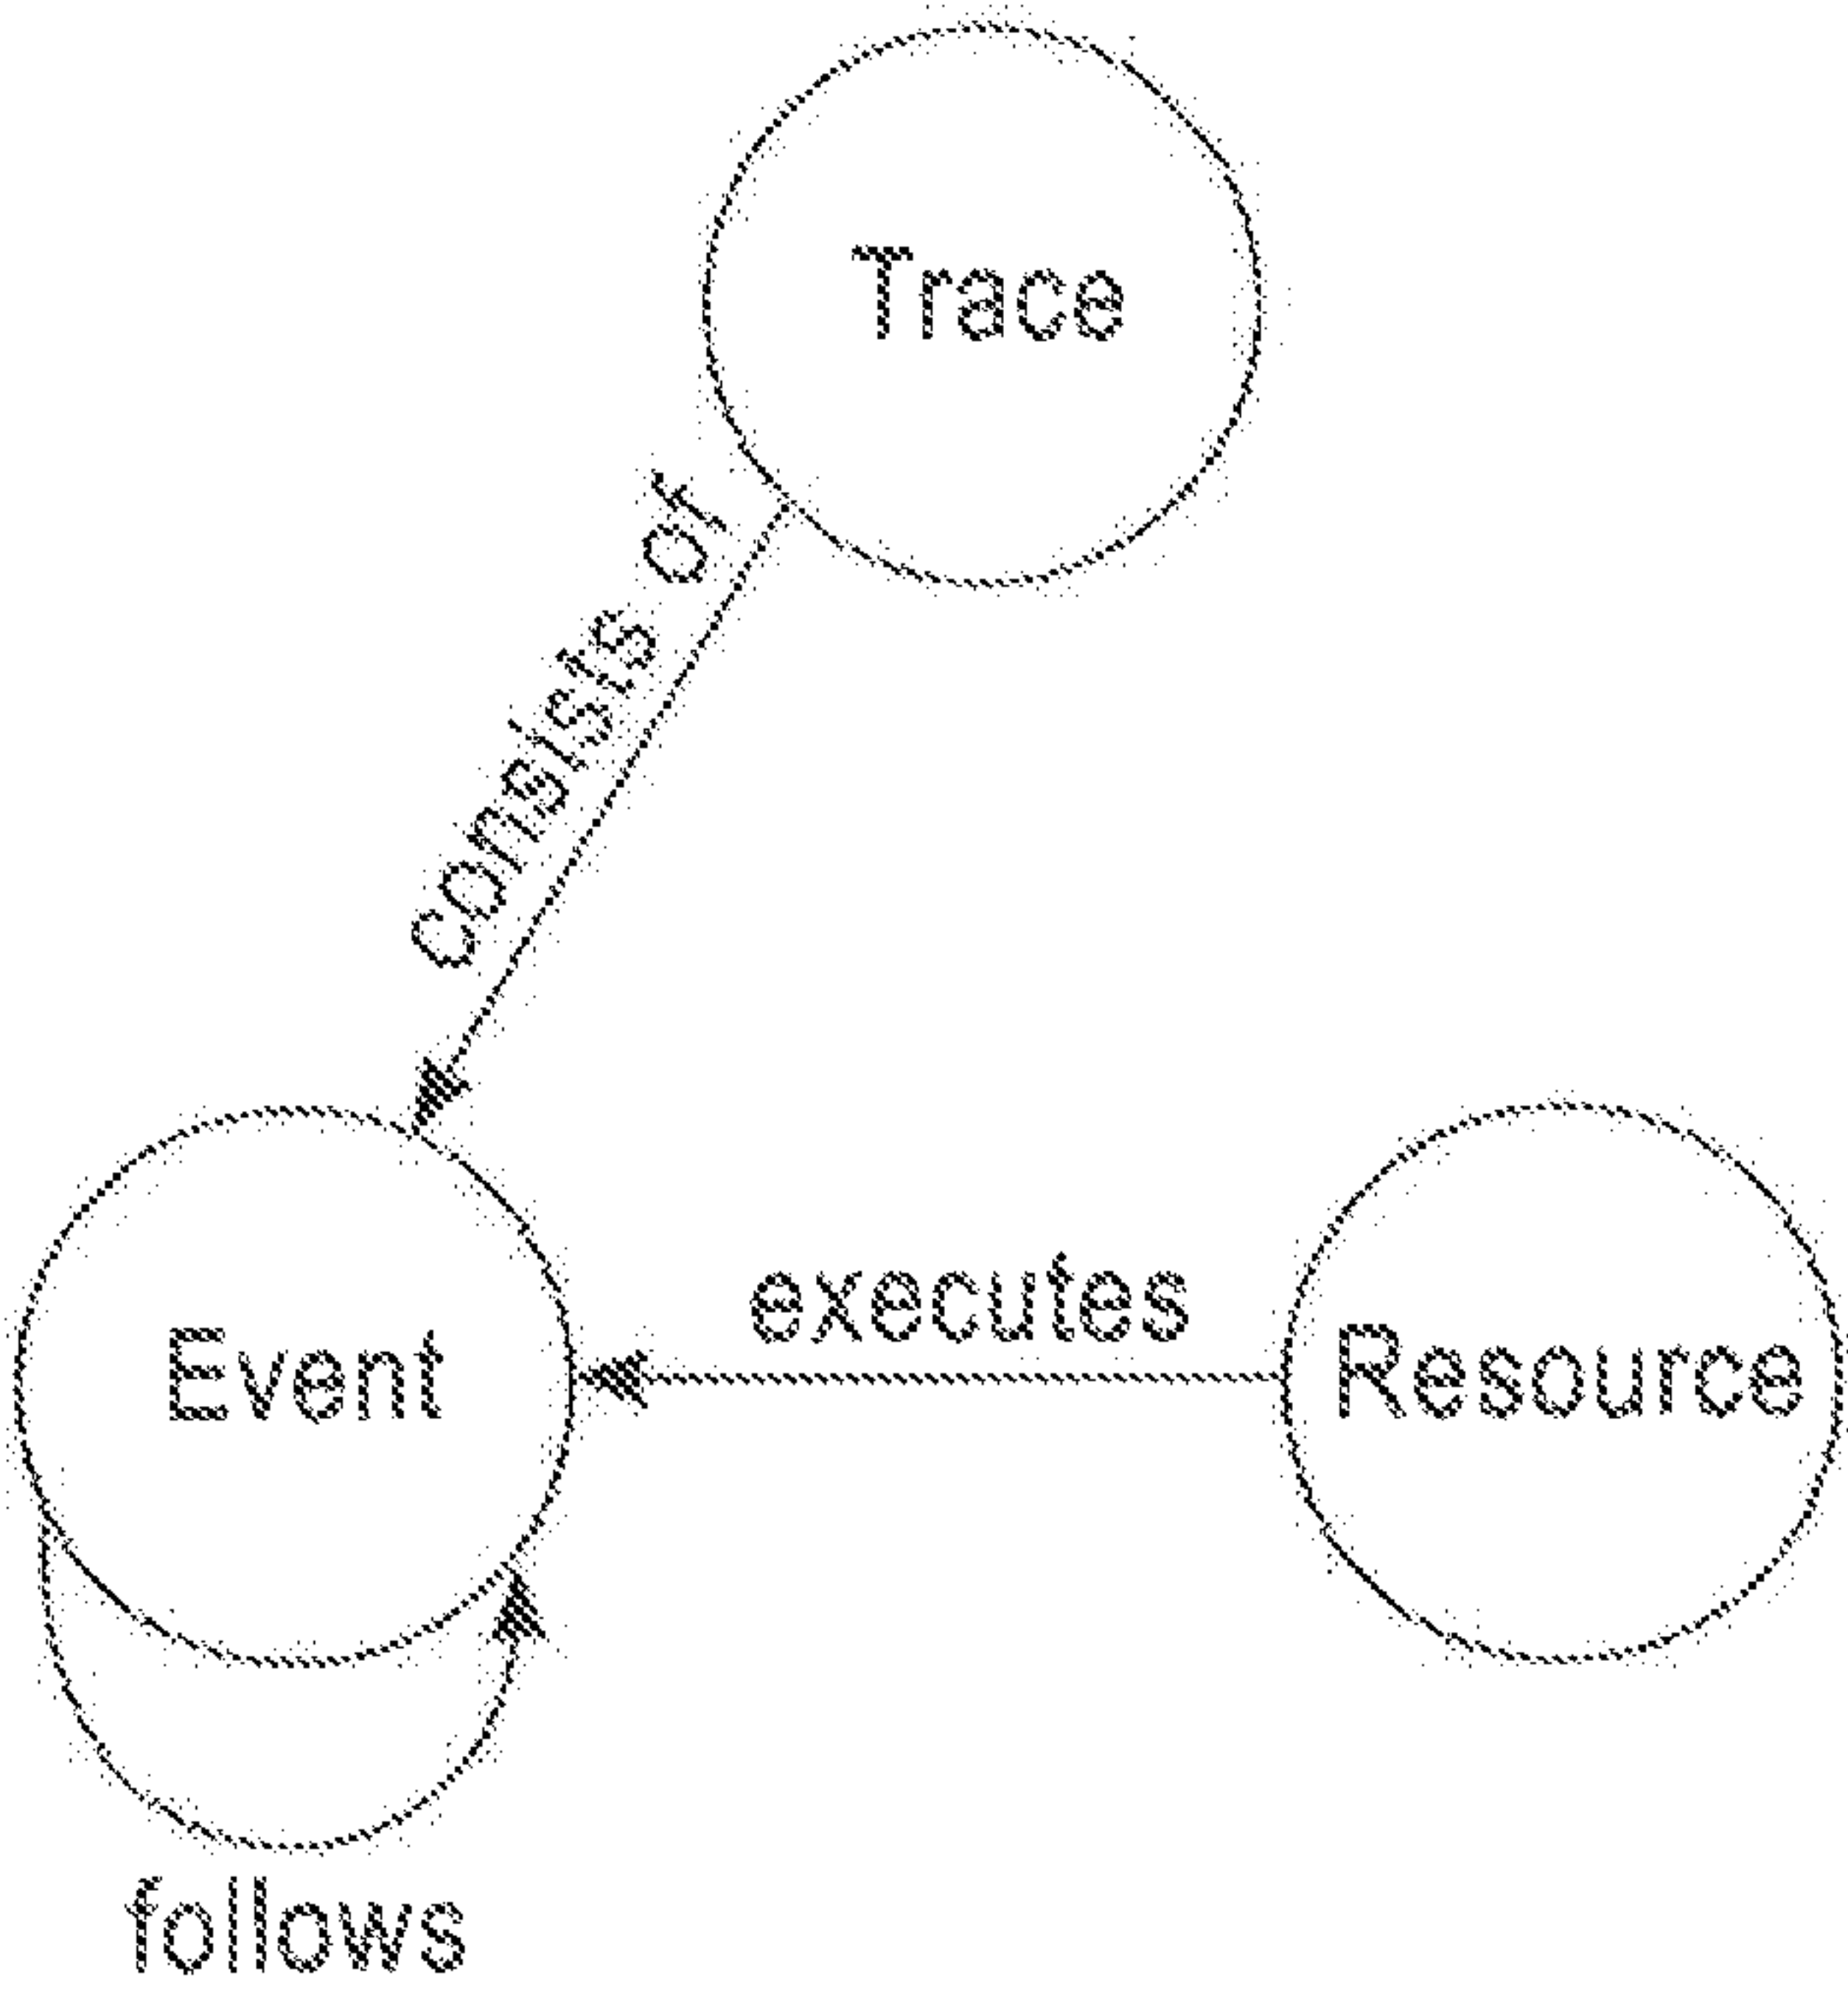 Trace
consists of
executes
Event
Resource
follows